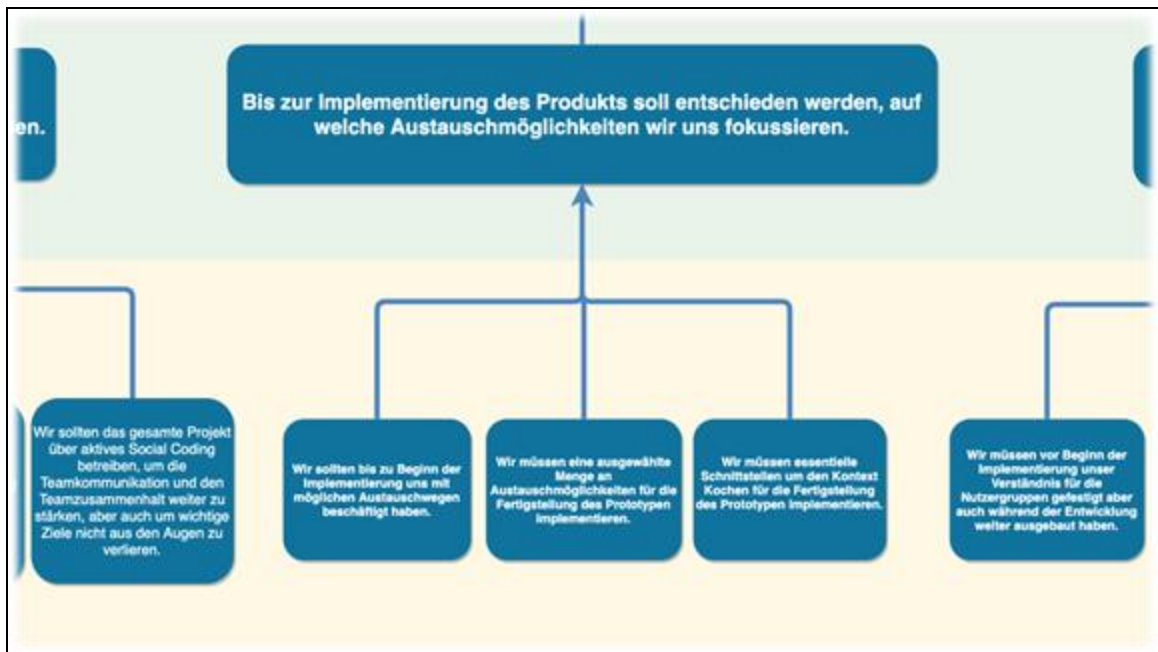 en.
Bis zur Implementierung des Produkts soll entschieden werden, auf
welche Austauschmöglichkeiten wir uns fokussieren.
Wir sollten das gesamte Projekt
über aktives Social Coding
betreiben, um die
Teamkommunikation und den
Teamzusammenhalt weiter zu
stärken, aber auch um wichtige
Ziele nicht aus den Augen zu
verlieren.
Wir sollten bis zu Beginn der
Implementierung uns mit
möglichen Austauschwegen
beschäftigt haben.
Wir müssen eine ausgewählte
Menge an
Austauschmöglichkeiten für die
Fertigstellung des Prototypen
implementieren.
Wir müssen essentielle
Schnittstellen um den Kontext
Kochen für die Fertigstellung
des Prototypen implementieren.
Wir müssen vor Beginn der
Implementierung unser
Verständnis für die
Nutzergruppen gefestigt aber
auch während der Entwicklung
weiter ausgebaut haben.